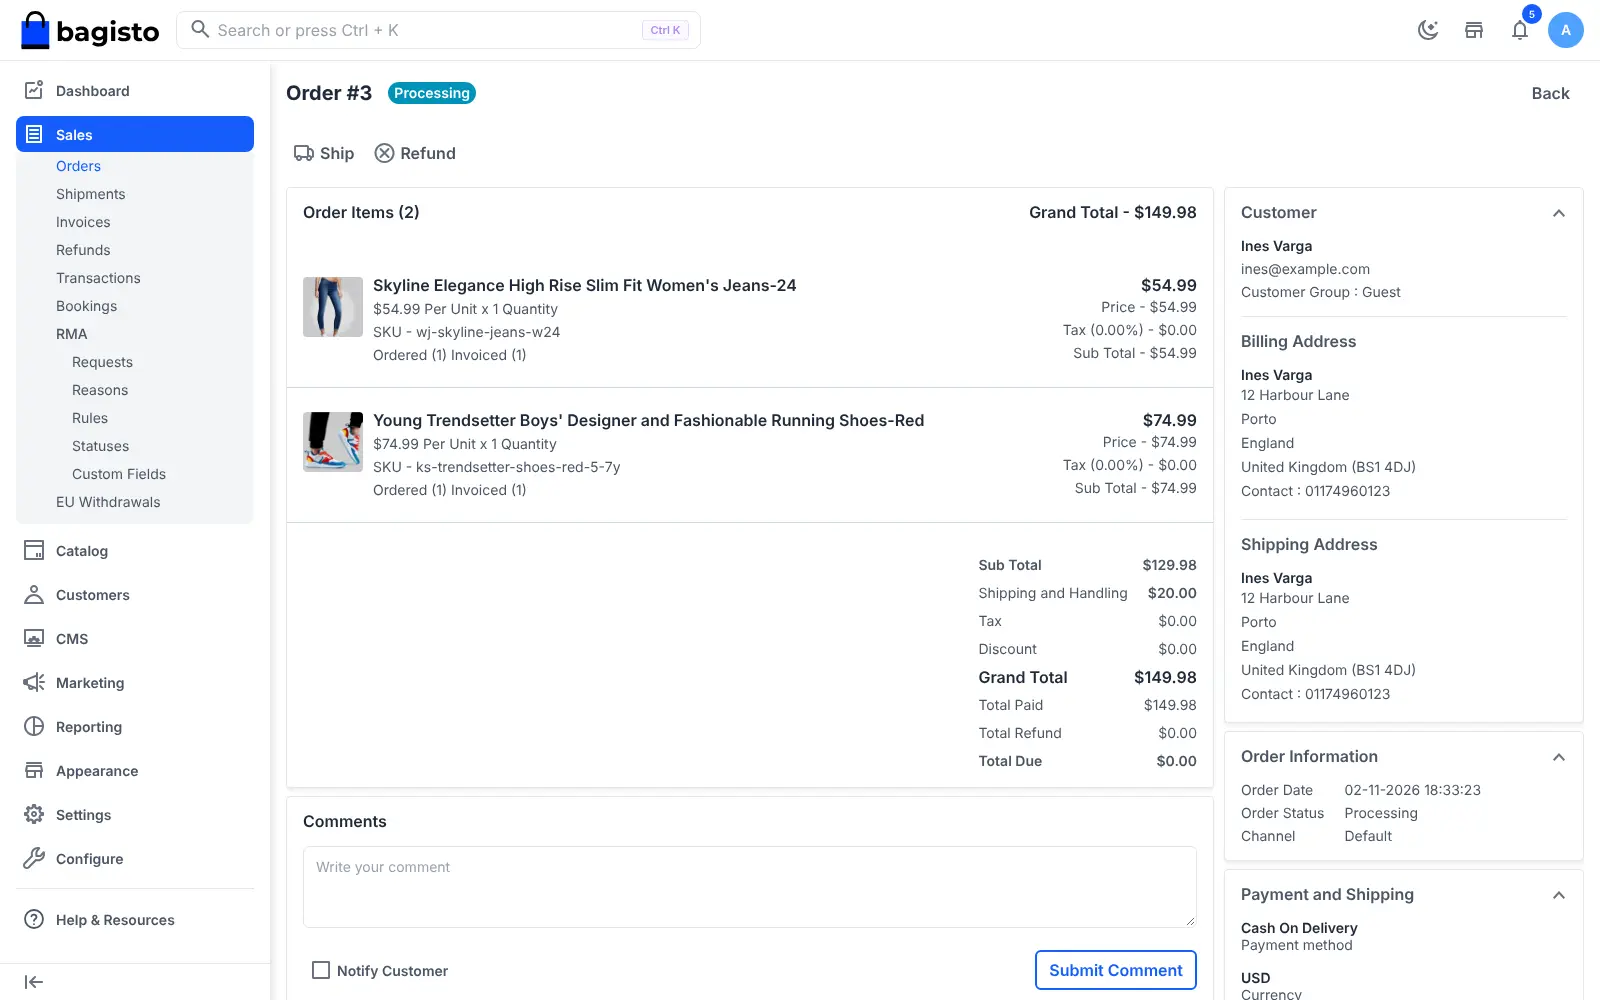 bagisto
Search or press Ctrl + K
Ctrl K
5
A
Dashboard
Sales
Orders
Shipments
Invoices
Refunds
Transactions
Bookings
RMA
Requests
Reasons
Rules
Statuses
Custom Fields
EU Withdrawals
Catalog
Customers
CMS
Marketing
Reporting
Appearance
Settings
Configure
Help & Resources
Order #3
Processing
Back
Ship
Refund
Order Items (2)
Grand Total - $149.98
Skyline Elegance High Rise Slim Fit Women's Jeans-24
$54.99
$54.99 Per Unit x 1 Quantity
Price - $54.99
SKU - wj-skyline-jeans-w24
Tax (0.00%) - $0.00
Ordered (1) Invoiced (1)
Sub Total - $54.99
Young Trendsetter Boys' Designer and Fashionable Running Shoes-Red
$74.99
$74.99 Per Unit x 1 Quantity
Price - $74.99
SKU - ks-trendsetter-shoes-red-5-7y
Tax (0.00%) - $0.00
Ordered (1) Invoiced (1)
Sub Total - $74.99
Sub Total $129.98
Shipping and Handling $20.00
Tax $0.00
Discount $0.00
Grand Total $149.98
Total Paid $149.98
Total Refund $0.00
Total Due $0.00
Comments
Write your comment
Notify Customer
Submit Comment
Customer
Ines Varga
ines@example.com
Customer Group : Guest
Billing Address
Ines Varga
12 Harbour Lane
Porto
England
United Kingdom (BS1 4DJ)
Contact : 01174960123
Shipping Address
Ines Varga
12 Harbour Lane
Porto
England
United Kingdom (BS1 4DJ)
Contact : 01174960123
Order Information
Order Date 02-11-2026 18:33:23
Order Status Processing
Channel Default
Payment and Shipping
Cash On Delivery
Payment method
USD
Currency